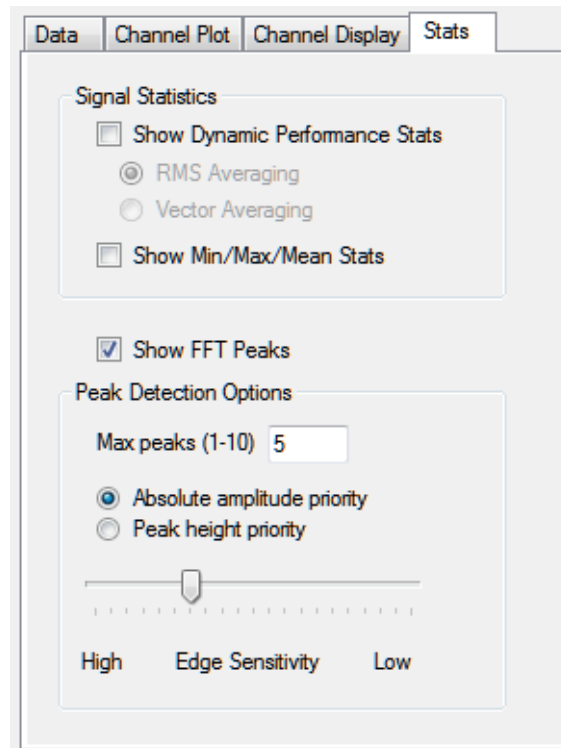 Data Channel Plot Channel Display Stats
Signal Statistics
Show Dynamic Performance Stats
RMS Averaging
Vector Averaging
Show Min/Max/Mean Stats
Show FFT Peaks
Peak Detection Options
Max peaks (1-10) 5
Absolute amplitude priority
Peak height priority
High Edge Sensitivity Low